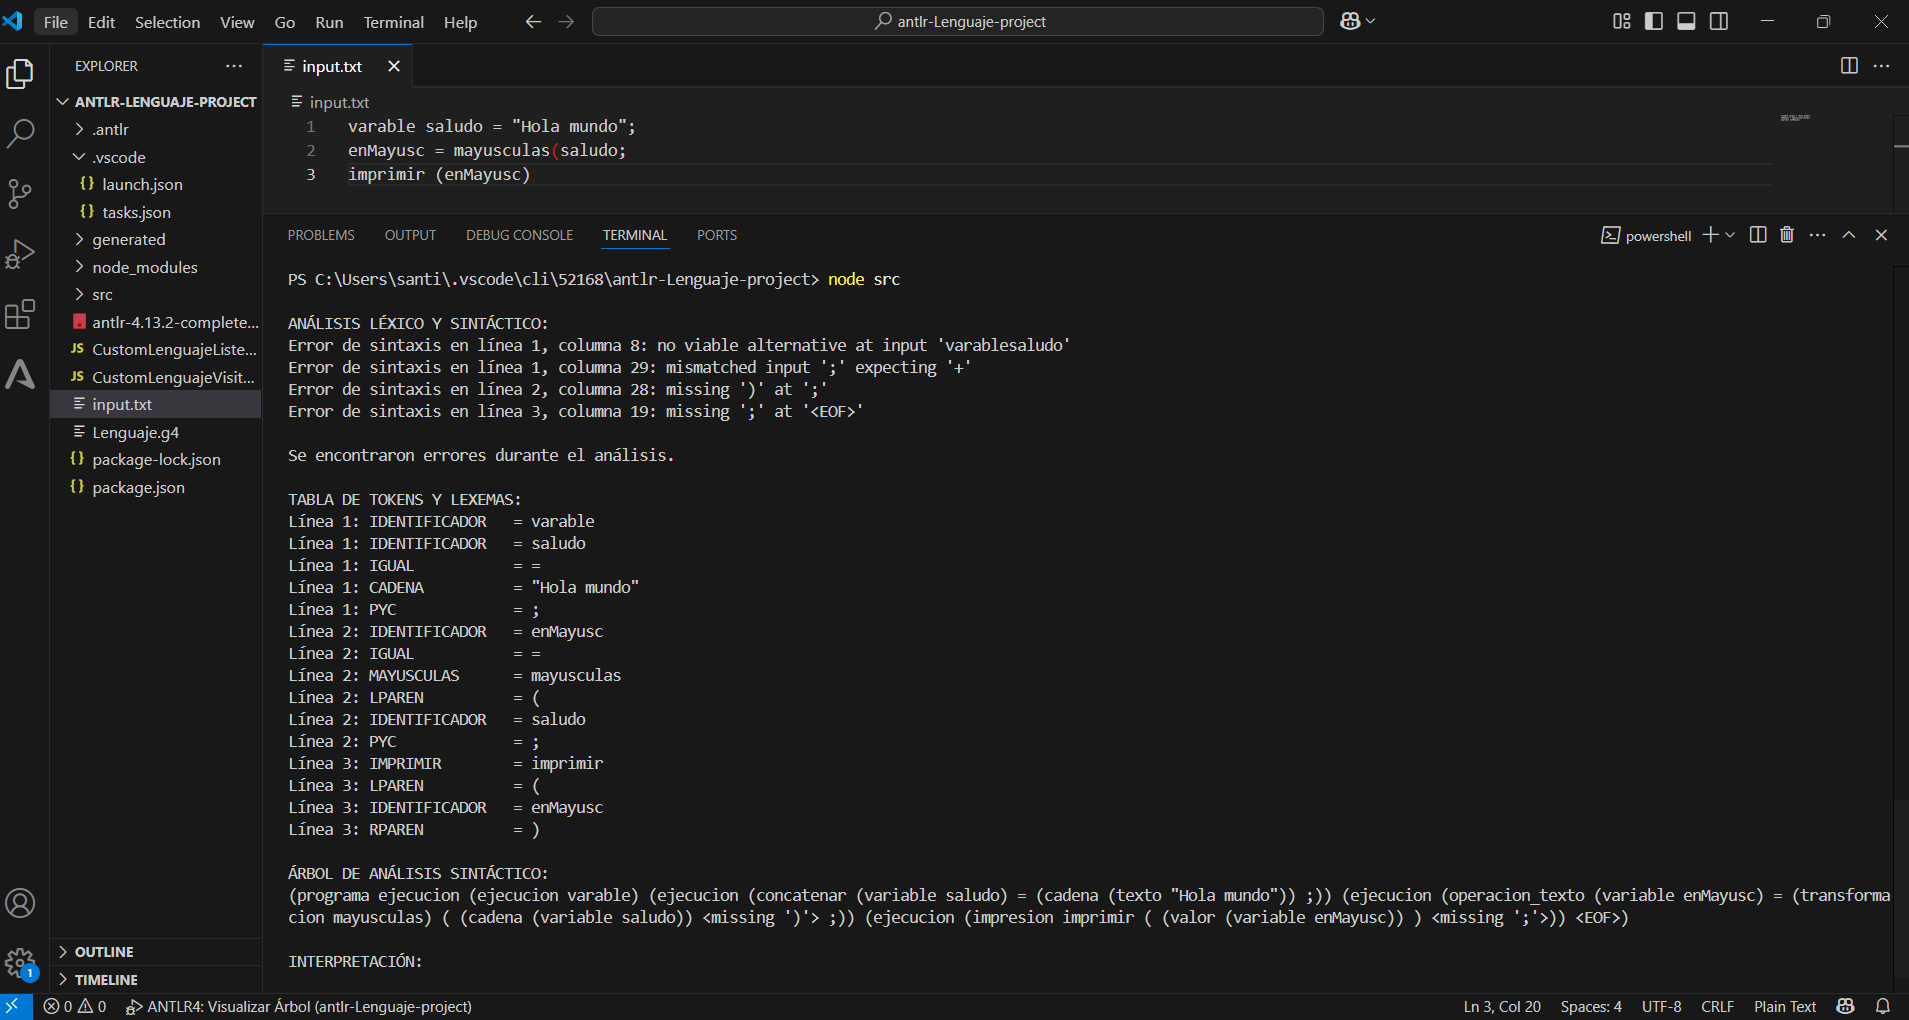 File Edit Selection View Go Run Terminal Help
antlr-Lenguaje-project
EXPLORER
ANTLR-LENGUAJE-PROJECT
.antlr
.vscode
{} launch.json
{} tasks.json
generated
node_modules
src
antlr-4.13.2-complete...
JS CustomLenguajeListe...
JS CustomLenguajeVisit...
input.txt
Lenguaje.g4
{} package-lock.json
{} package.json
OUTLINE
TIMELINE
input.txt
input.txt
1 varable saludo = "Hola mundo";
2 enMayusc = mayusculas(saludo;
3 imprimir (enMayusc)
PROBLEMS OUTPUT DEBUG CONSOLE TERMINAL PORTS
powershell
PS C:\Users\santi\.vscode\cli\52168\antlr-Lenguaje-project> node src
ANÁLISIS LÉXICO Y SINTÁCTICO:
Error de sintaxis en línea 1, columna 8: no viable alternative at input 'varablesaludo'
Error de sintaxis en línea 1, columna 29: mismatched input ';' expecting '+'
Error de sintaxis en línea 2, columna 28: missing ')' at ';'
Error de sintaxis en línea 3, columna 19: missing ';' at '<EOF>'
Se encontraron errores durante el análisis.
TABLA DE TOKENS Y LEXEMAS:
Línea 1: IDENTIFICADOR = varable
Línea 1: IDENTIFICADOR = saludo
Línea 1: IGUAL = =
Línea 1: CADENA = "Hola mundo"
Línea 1: PYC = ;
Línea 2: IDENTIFICADOR = enMayusc
Línea 2: IGUAL = =
Línea 2: MAYUSCULAS = mayusculas
Línea 2: LPAREN = (
Línea 2: IDENTIFICADOR = saludo
Línea 2: PYC = ;
Línea 3: IMPRIMIR = imprimir
Línea 3: LPAREN = (
Línea 3: IDENTIFICADOR = enMayusc
Línea 3: RPAREN = )
ÁRBOL DE ANÁLISIS SINTÁCTICO:
(programa ejecucion (ejecucion varable) (ejecucion (concatenar (variable saludo) = (cadena (texto "Hola mundo")) ;)) (ejecucion (operacion_texto (variable enMayusc) = (transforma
cion mayusculas) ( (cadena (variable saludo)) <missing ')'> ;)) (ejecucion (impresion imprimir ( (valor (variable enMayusc)) ) <missing ';'>)) <EOF>)
INTERPRETACIÓN:
1
0 0 ANTLR4: Visualizar Árbol (antlr-Lenguaje-project)
Ln 3, Col 20 Spaces: 4 UTF-8 CRLF Plain Text